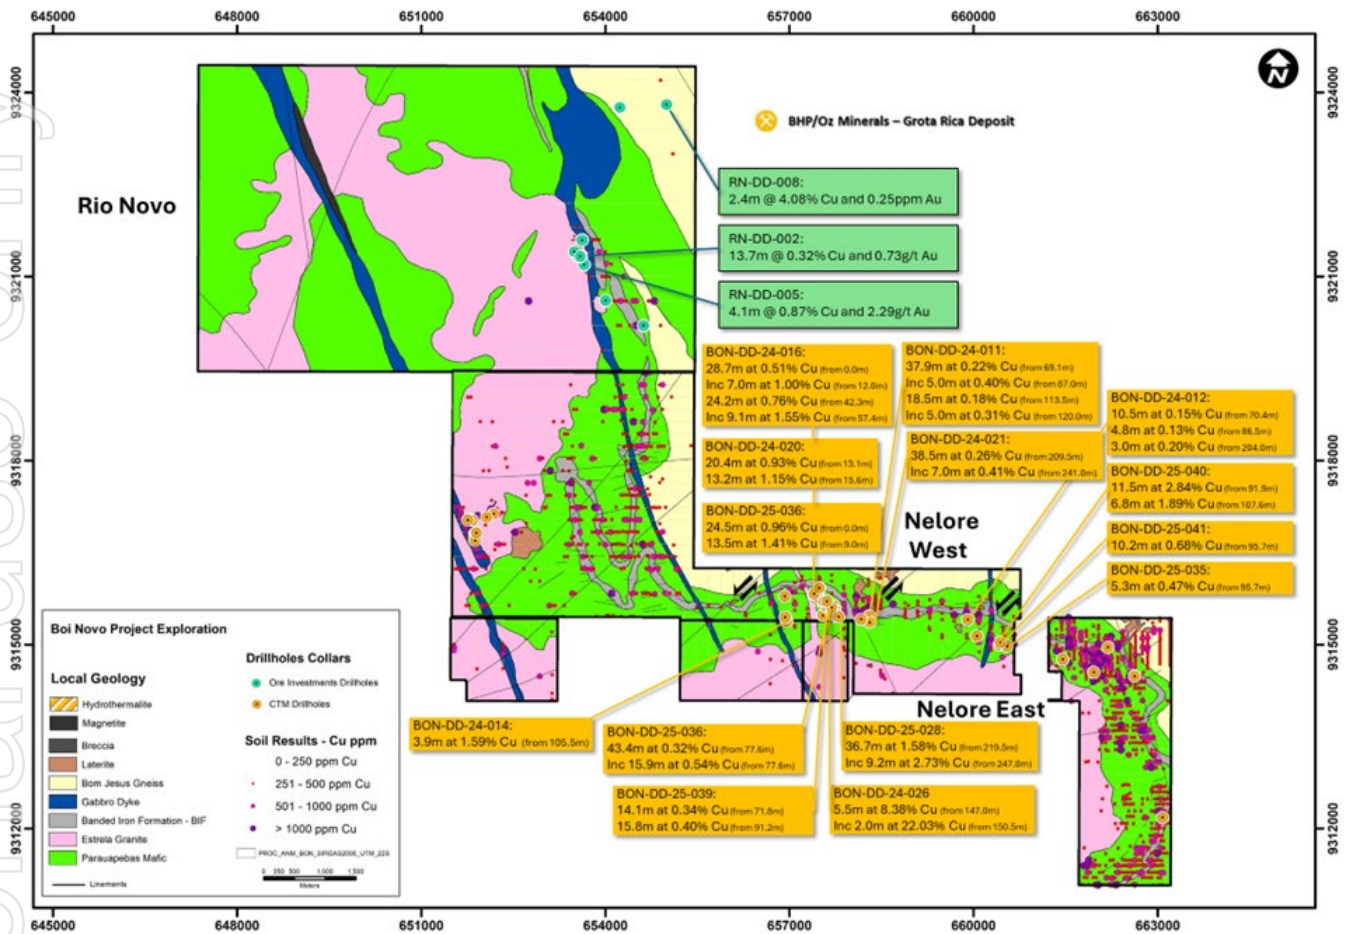 645000 648000 651000 654000 657000 660000 663000
9324000 9324000
N
BHP/Oz Minerals – Grota Rica Deposit
Rio Novo
RN-DD-008:
2.4m @ 4.08% Cu and 0.25ppm Au
RN-DD-002:
13.7m @ 0.32% Cu and 0.73g/t Au
9321000 9321000
RN-DD-005:
4.1m @ 0.87% Cu and 2.29g/t Au
BON-DD-24-016:
28.7m at 0.51% Cu (from 0.0m)
Inc 7.0m at 1.00% Cu (from 12.0m)
24.2m at 0.76% Cu (from 42.3m)
Inc 9.1m at 1.55% Cu (from 57.4m)
BON-DD-24-011:
37.9m at 0.22% Cu (from 69.1m)
Inc 5.0m at 0.40% Cu (from 87.0m)
18.5m at 0.18% Cu (from 113.5m)
Inc 5.0m at 0.31% Cu (from 120.0m)
BON-DD-24-012:
10.5m at 0.15% Cu (from 70.4m)
4.8m at 0.13% Cu (from 86.5m)
3.0m at 0.20% Cu (from 204.0m)
BON-DD-24-020:
20.4m at 0.93% Cu (from 13.1m)
13.2m at 1.15% Cu (from 15.6m)
BON-DD-24-021:
38.5m at 0.26% Cu (from 209.5m)
Inc 7.0m at 0.41% Cu (from 241.0m)
9318000 9318000
BON-DD-25-040:
11.5m at 2.84% Cu (from 91.9m)
6.8m at 1.89% Cu (from 107.6m)
BON-DD-25-036:
24.5m at 0.96% Cu (from 0.0m)
13.5m at 1.41% Cu (from 9.0m)
Nelore
West
BON-DD-25-041:
10.2m at 0.68% Cu (from 95.7m)
BON-DD-25-035:
5.3m at 0.47% Cu (from 95.7m)
9315000 9315000
Nelore East
BON-DD-24-014:
3.9m at 1.59% Cu (from 105.5m)
BON-DD-25-036:
43.4m at 0.32% Cu (from 77.6m)
Inc 15.9m at 0.54% Cu (from 77.6m)
BON-DD-25-028:
36.7m at 1.58% Cu (from 219.5m)
Inc 9.2m at 2.73% Cu (from 247.0m)
BON-DD-25-039:
14.1m at 0.34% Cu (from 71.8m)
15.8m at 0.40% Cu (from 91.2m)
BON-DD-24-026
5.5m at 8.38% Cu (from 147.0m)
Inc 2.0m at 22.03% Cu (from 150.5m)
9312000 9312000
Boi Novo Project Exploration
Local Geology
Hydrothermalite
Magnetite
Breccia
Laterite
Bom Jesus Gneiss
Gabbro Dyke
Banded Iron Formation - BIF
Estrela Granite
Parauapebas Mafic
Linements
Drillholes Collars
Ore Investments Drillholes
CTM Drillholes
Soil Results - Cu ppm
0 - 250 ppm Cu
251 - 500 ppm Cu
501 - 1000 ppm Cu
> 1000 ppm Cu
PROC_ANM_BON_SIRGAS2000_UTM_22S
0 250 500 1,000 1,500
Meters
645000 648000 651000 654000 657000 660000 663000